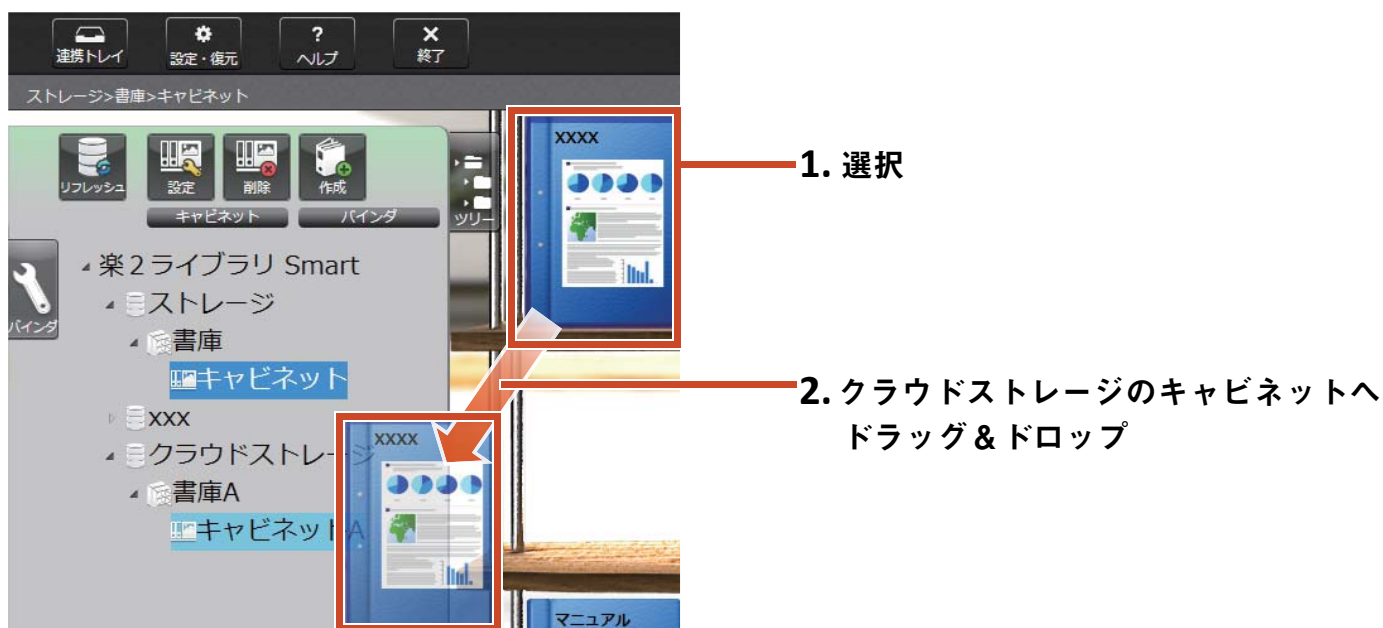 連携トレイ
設定・復元
?
ヘルプ
終了
ストレージ>書庫>キャビネット
リフレッシュ
設定
削除
作成
キャビネット
バインダ
ツリー
バインダ
楽2ライブラリ Smart
ストレージ
書庫
キャビネット
xxx
クラウドストレージ
書庫A
キャビネットA
XXXX
XXXX
マニュアル
1. 選択
2. クラウドストレージのキャビネットへ
ドラッグ&ドロップ